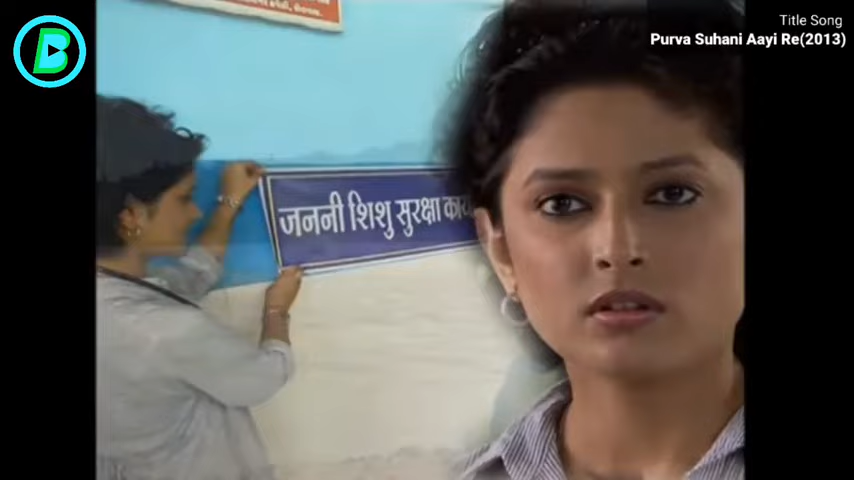 Title Song
Purva Suhani Aayi Re(2013)
जननी शिशु सुरक्षा